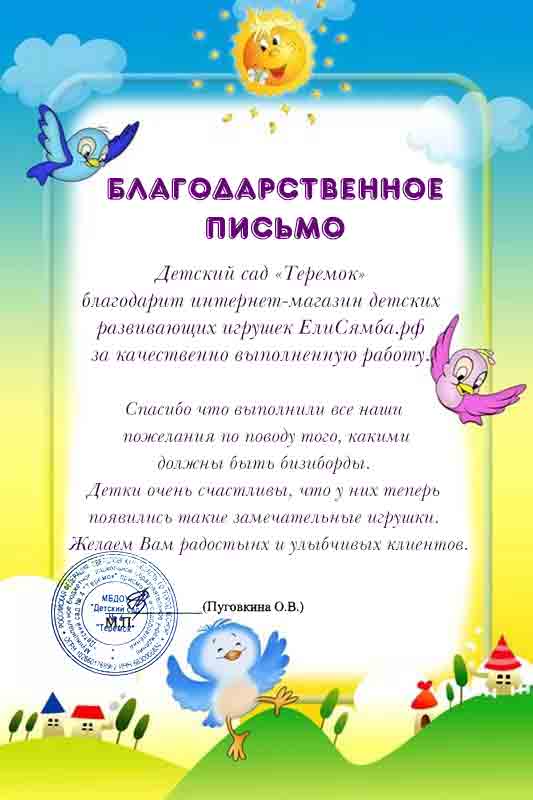 БЛАГОДАРСТВЕННОЕ
ПИСЬМО
Детский сад «Теремок»
благодарит интернет-магазин детских
развивающих игрушек ЕлиСямба.рф
за качественно выполненную работу.
Спасибо что выполнили все наши
пожелания по поводу того, какими
должны быть бизиборды.
Детки очень счастливы, что у них теперь
появились такие замечательные игрушки.
Желаем Вам радостынх и улыбчивых клиентов.
МБДОУ
"Детский сад
"Теремок"
М.П.
(Пуговкина О.В.)